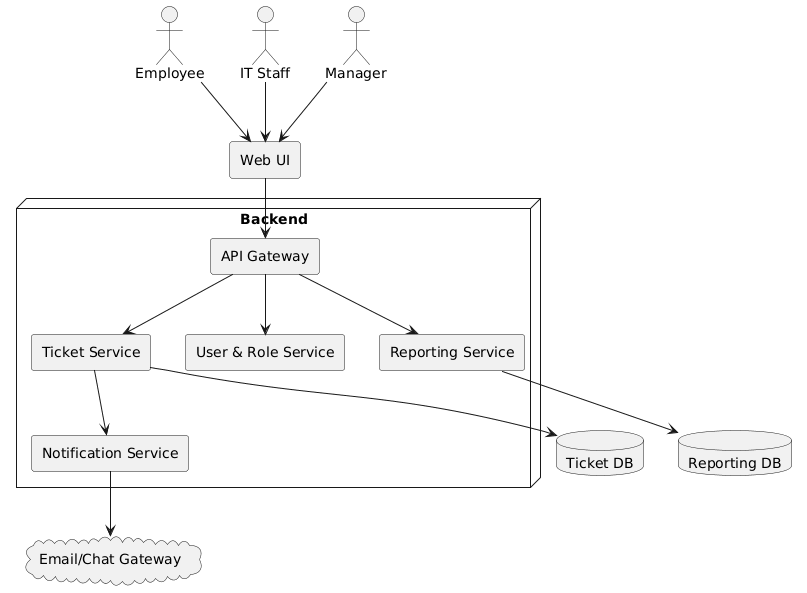 Employee
IT Staff
Manager
Web UI
Backend
API Gateway
Ticket Service
User & Role Service
Reporting Service
Notification Service
Ticket DB
Reporting DB
Email/Chat Gateway